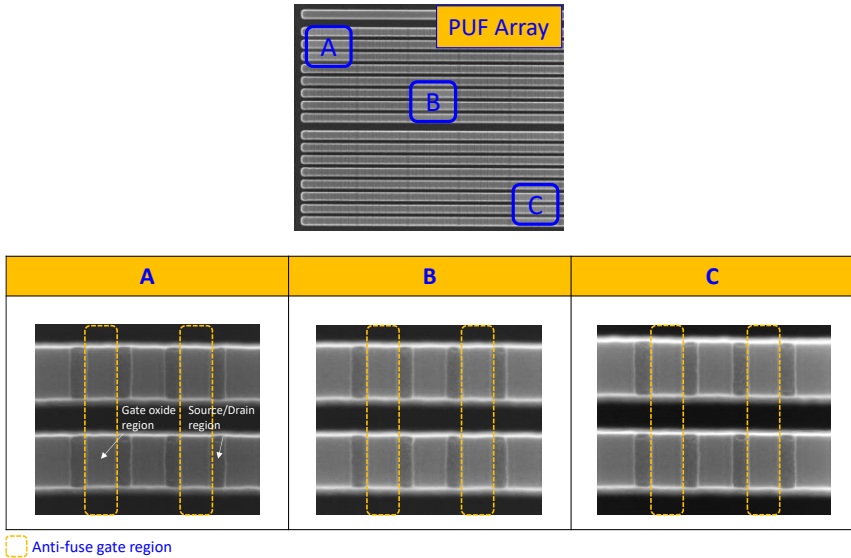 PUF Array
A
B
C
A
B
C
Gate oxide
region
Source/Drain
region
Anti-fuse gate region